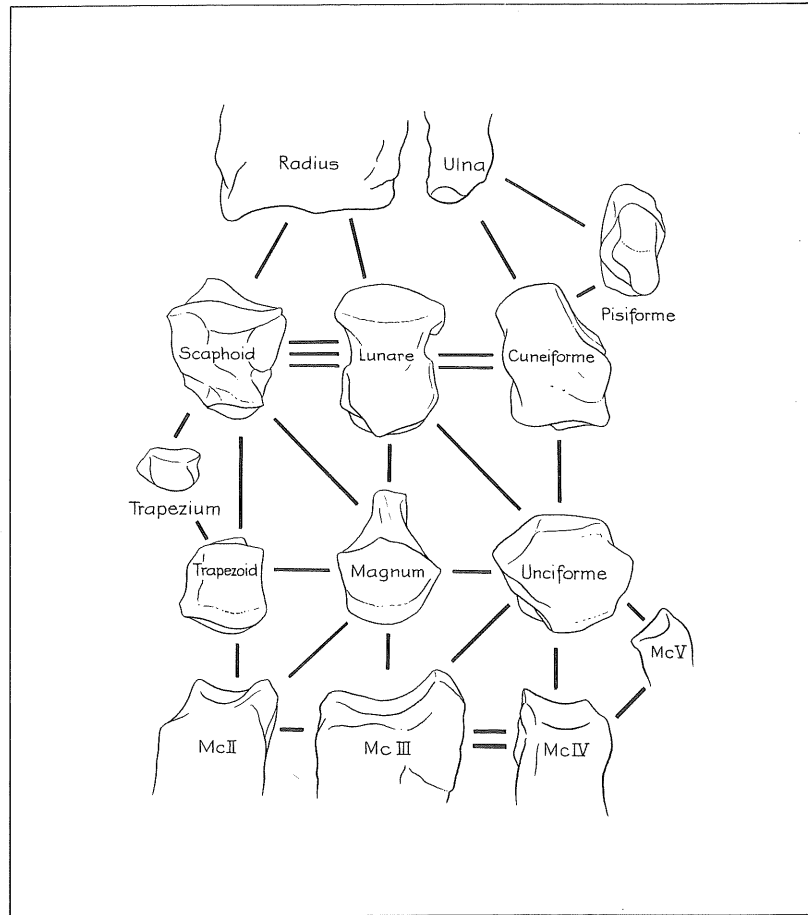 Radius
Ulna
Pisiforme
Scaphoid
Lunare
Cuneiforme
Trapezium
Trapezoid
Magnum
Unciforme
McV
McII
Mc III
McIV